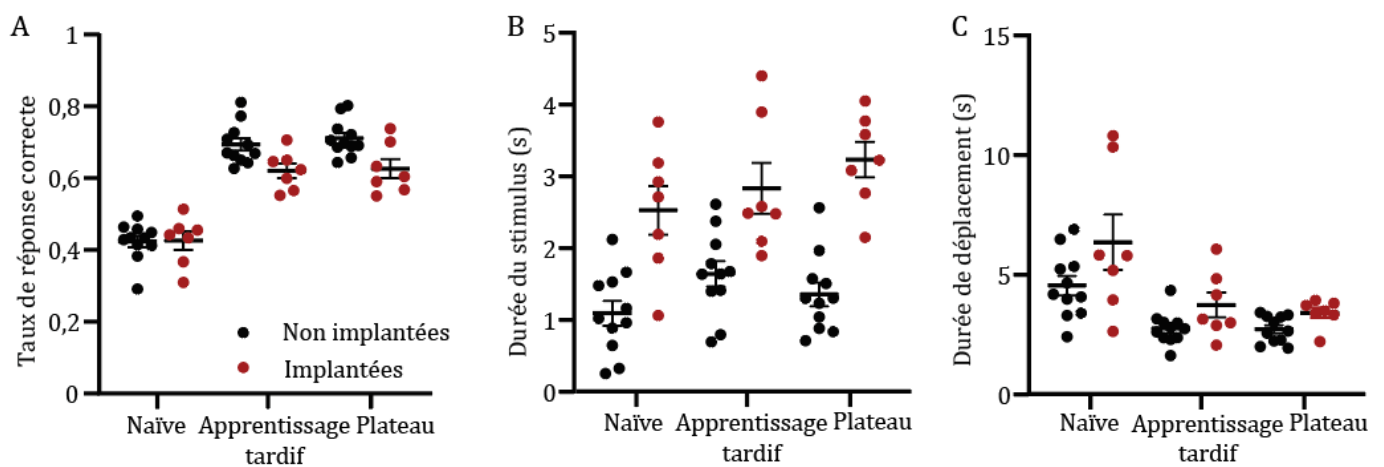 A
Taux de réponse correcte
1
0,8
0,6
0,4
0,2
0
Non implantées
Implantées
Naïve Apprentissage Plateau
tardif
B
Durée du stimulus (s)
5
4
3
2
1
0
Naïve Apprentissage Plateau
tardif
C
Durée de déplacement (s)
15
10
5
0
Naïve Apprentissage Plateau
tardif